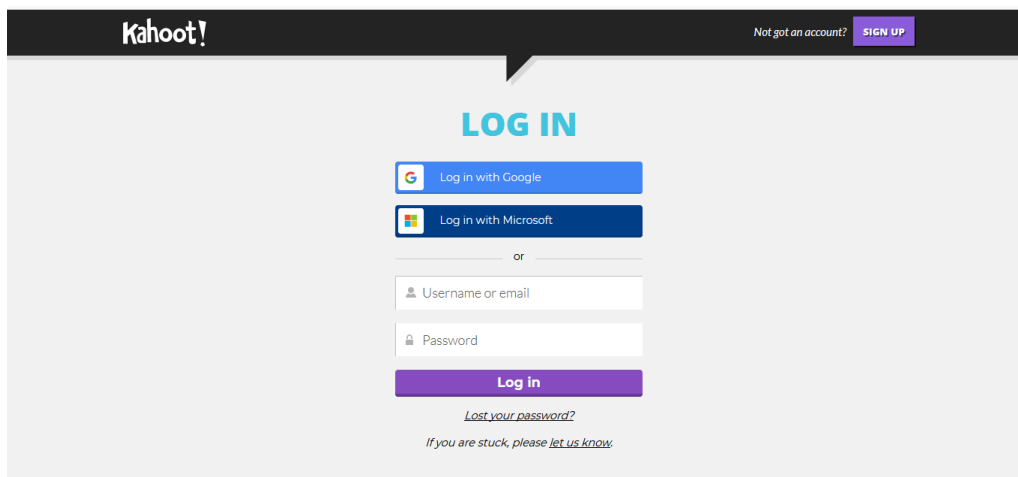 Kahoot!
Not got an account? SIGN UP
LOG IN
Log in with Google
Log in with Microsoft
or
Username or email
Password
Log in
Lost your password?
If you are stuck, please let us know.